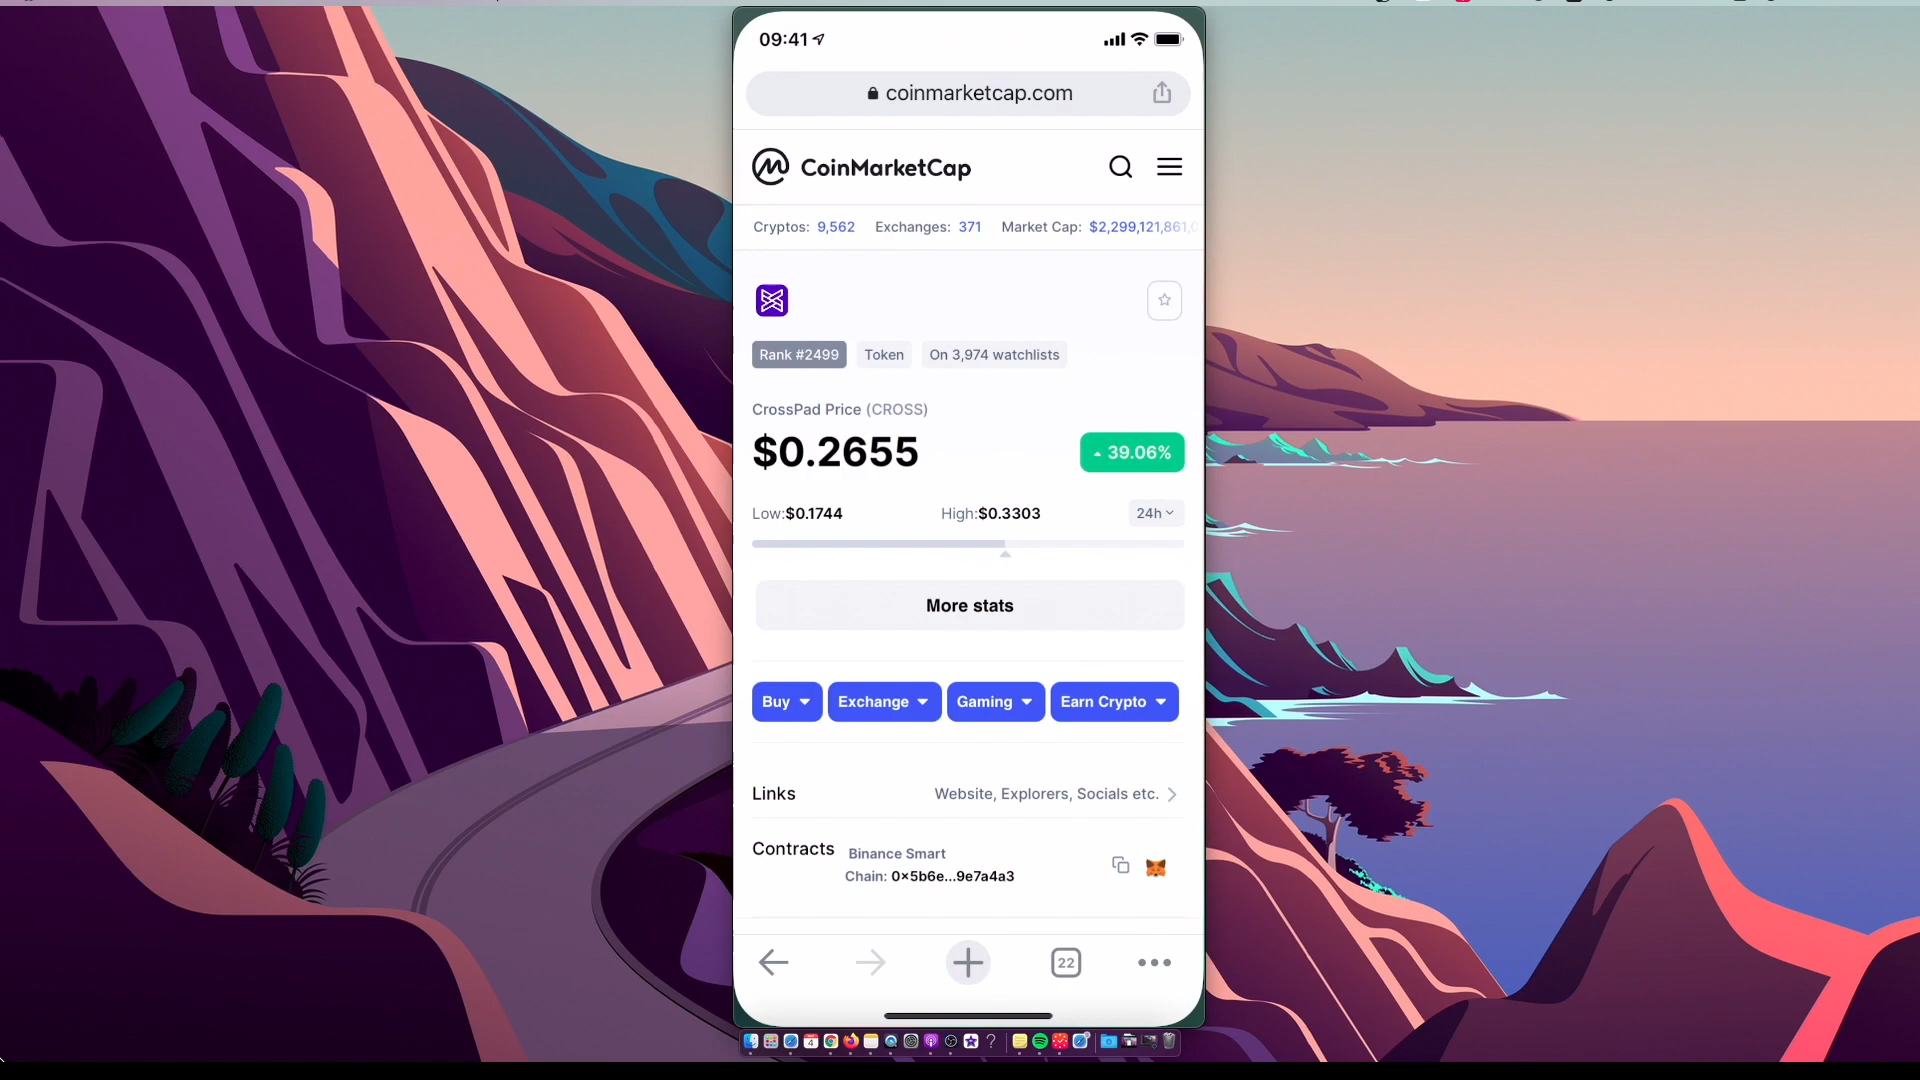 09:41
coinmarketcap.com
CoinMarketCap
Cryptos: 9,562 Exchanges: 371 Market Cap: $2,299,121,861,0
Rank #2499 Token On 3,974 watchlists
CrossPad Price (CROSS)
$0.2655 39.06%
Low:$0.1744 High:$0.3303 24h
More stats
Buy Exchange Gaming Earn Crypto
Links Website, Explorers, Socials etc.
Contracts Binance Smart
Chain: 0x5b6e...9e7a4a3
22
4